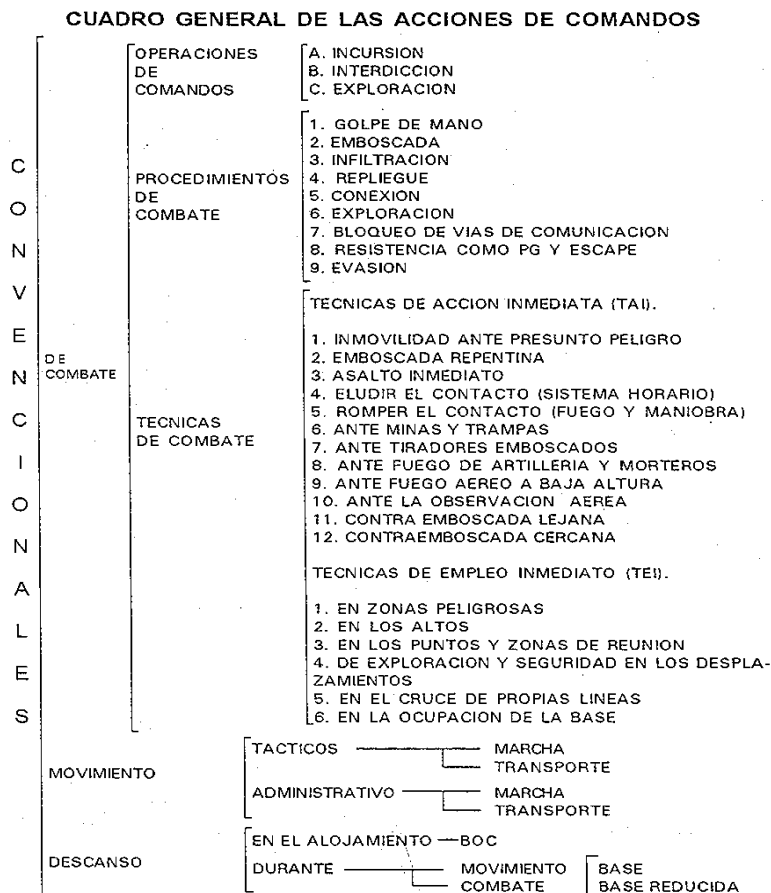 CUADRO GENERAL DE LAS ACCIONES DE COMANDOS
CONVENCIONALES
DE
COMBATE
OPERACIONES
DE
COMANDOS
A. INCURSION
B. INTERDICCION
C. EXPLORACION
PROCEDIMIENTOS
DE
COMBATE
1. GOLPE DE MANO
2. EMBOSCADA
3. INFILTRACION
4. REPLIEGUE
5. CONEXION
6. EXPLORACION
7. BLOQUEO DE VIAS DE COMUNICACION
8. RESISTENCIA COMO PG Y ESCAPE
9. EVASION
TECNICAS
DE COMBATE
TECNICAS DE ACCION INMEDIATA (TAI).
1. INMOVILIDAD ANTE PRESUNTO PELIGRO
2. EMBOSCADA REPENTINA
3. ASALTO INMEDIATO
4. ELUDIR EL CONTACTO (SISTEMA HORARIO)
5. ROMPER EL CONTACTO (FUEGO Y MANIOBRA)
6. ANTE MINAS Y TRAMPAS
7. ANTE TIRADORES EMBOSCADOS
8. ANTE FUEGO DE ARTILLERIA Y MORTEROS
9. ANTE FUEGO AEREO A BAJA ALTURA
10. ANTE LA OBSERVACION AEREA
11. CONTRA EMBOSCADA LEJANA
12. CONTRAEMBOSCADA CERCANA
TECNICAS DE EMPLEO INMEDIATO (TEI).
1. EN ZONAS PELIGROSAS
2. EN LOS ALTOS
3. EN LOS PUNTOS Y ZONAS DE REUNION
4. DE EXPLORACION Y SEGURIDAD EN LOS DESPLA-
ZAMIENTOS
5. EN EL CRUCE DE PROPIAS LINEAS
6. EN LA OCUPACION DE LA BASE
MOVIMIENTO
TACTICOS
MARCHA
TRANSPORTE
ADMINISTRATIVO
MARCHA
TRANSPORTE
DESCANSO
EN EL ALOJAMIENTO — BOC
DURANTE
MOVIMIENTO
COMBATE
BASE
BASE REDUCIDA